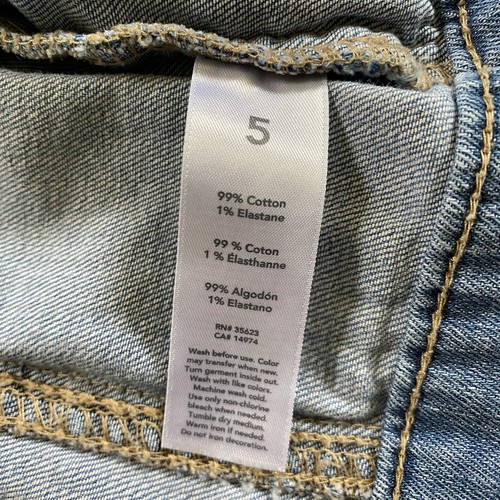 5
99% Cotton
1% Elastane
99 % Coton
1 % Élasthanne
99% Algodón
1% Elastano
RN# 35623
CA# 14974
Wash before use. Color
may transfer when new.
Turn garment inside out.
Wash with like colors.
Machine wash cold.
Use only non-chlorine
bleach when needed.
Tumble dry medium.
Warm iron if needed.
Do not iron decoration.